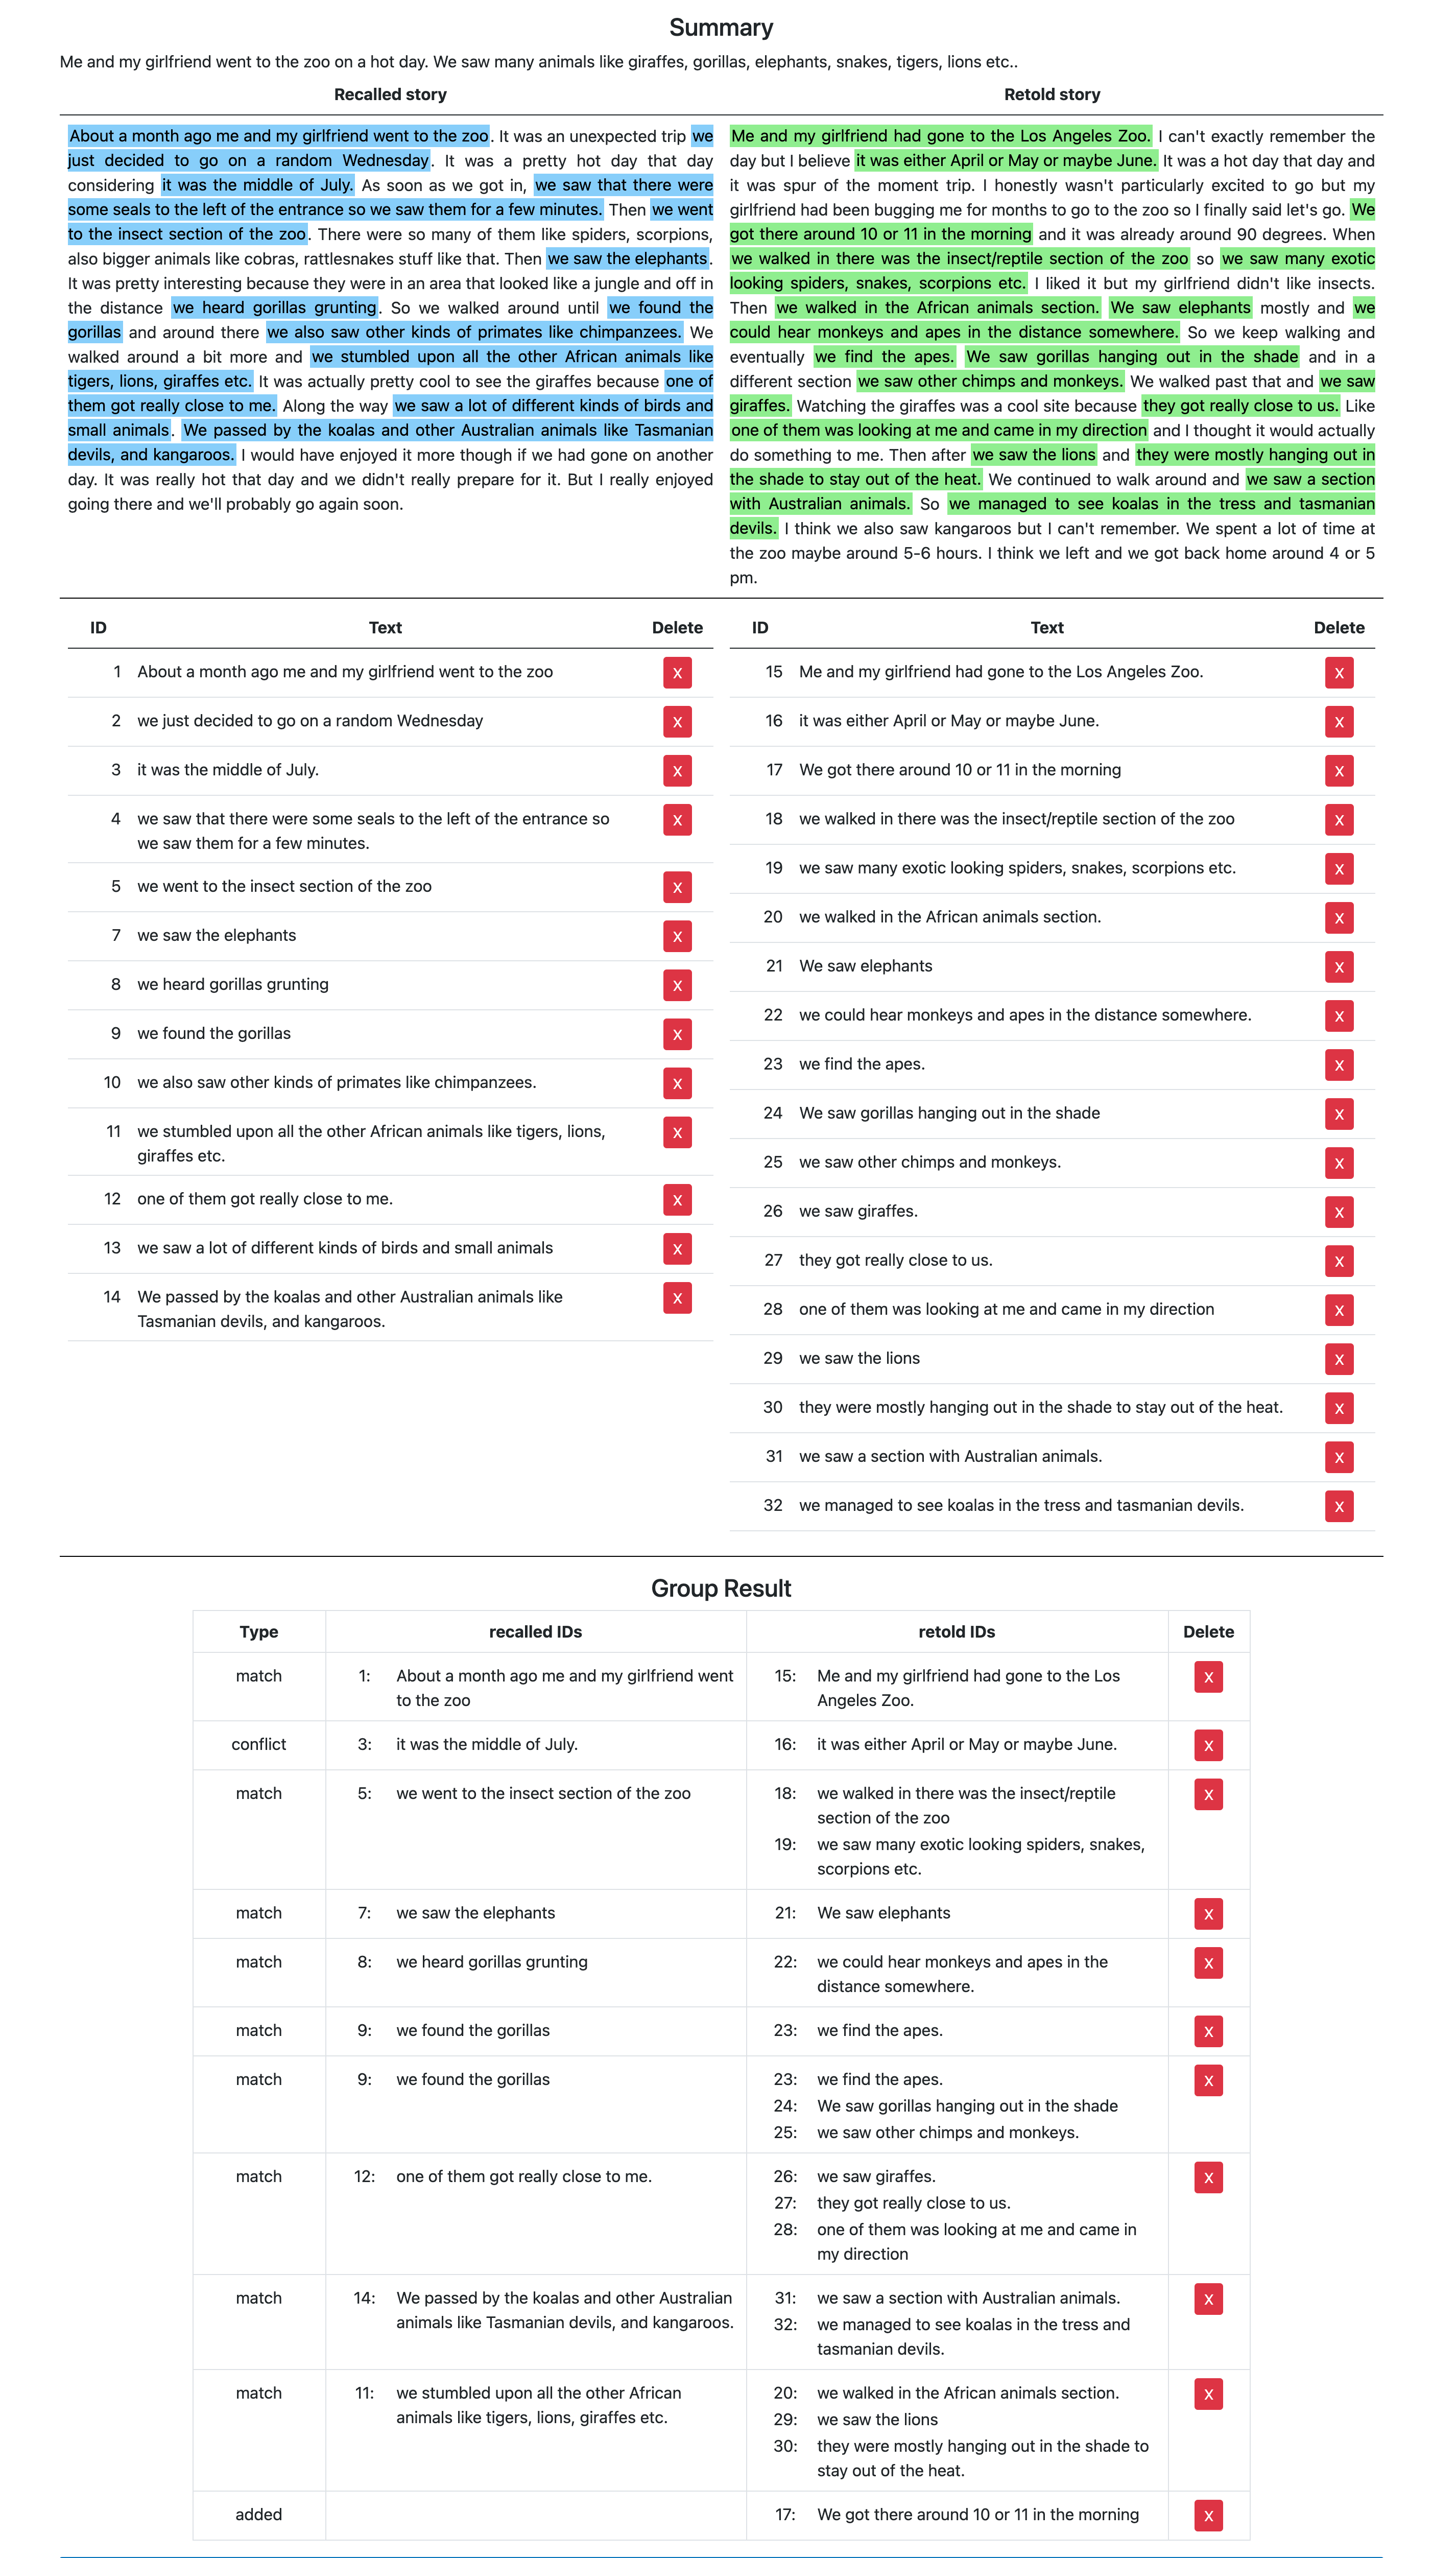 Summary
Me and my girlfriend went to the zoo on a hot day. We saw many animals like giraffes, gorillas, elephants, snakes, tigers, lions etc..
Recalled story
About a month ago me and my girlfriend went to the zoo. It was an unexpected trip we
just decided to go on a random Wednesday. It was a pretty hot day that day
considering it was the middle of July. As soon as we got in, we saw that there were
some seals to the left of the entrance so we saw them for a few minutes. Then we went
to the insect section of the zoo. There were so many of them like spiders, scorpions,
also bigger animals like cobras, rattlesnakes stuff like that. Then we saw the elephants.
It was pretty interesting because they were in an area that looked like a jungle and off in
the distance we heard gorillas grunting. So we walked around until we found the
gorillas and around there we also saw other kinds of primates like chimpanzees. We
walked around a bit more and we stumbled upon all the other African animals like
tigers, lions, giraffes etc. It was actually pretty cool to see the giraffes because one of
them got really close to me. Along the way we saw a lot of different kinds of birds and
small animals. We passed by the koalas and other Australian animals like Tasmanian
devils, and kangaroos. I would have enjoyed it more though if we had gone on another
day. It was really hot that day and we didn't really prepare for it. But I really enjoyed
going there and we'll probably go again soon.
Retold story
Me and my girlfriend had gone to the Los Angeles Zoo. I can't exactly remember the
day but I believe it was either April or May or maybe June. It was a hot day that day and
it was spur of the moment trip. I honestly wasn't particularly excited to go but my
girlfriend had been bugging me for months to go to the zoo so I finally said let's go. We
got there around 10 or 11 in the morning and it was already around 90 degrees. When
we walked in there was the insect/reptile section of the zoo so we saw many exotic
looking spiders, snakes, scorpions etc. I liked it but my girlfriend didn't like insects.
Then we walked in the African animals section. We saw elephants mostly and we
could hear monkeys and apes in the distance somewhere. So we keep walking and
eventually we find the apes. We saw gorillas hanging out in the shade and in a
different section we saw other chimps and monkeys. We walked past that and we saw
giraffes. Watching the giraffes was a cool site because they got really close to us. Like
one of them was looking at me and came in my direction and I thought it would actually
do something to me. Then after we saw the lions and they were mostly hanging out in
the shade to stay out of the heat. We continued to walk around and we saw a section
with Australian animals. So we managed to see koalas in the tress and tasmanian
devils. I think we also saw kangaroos but I can't remember. We spent a lot of time at
the zoo maybe around 5-6 hours. I think we left and we got back home around 4 or 5
pm.
ID Text Delete
1 About a month ago me and my girlfriend went to the zoo X
2 we just decided to go on a random Wednesday X
3 it was the middle of July. X
4 we saw that there were some seals to the left of the entrance so X
we saw them for a few minutes.
5 we went to the insect section of the zoo X
7 we saw the elephants X
8 we heard gorillas grunting X
9 we found the gorillas X
10 we also saw other kinds of primates like chimpanzees. X
11 we stumbled upon all the other African animals like tigers, lions, X
giraffes etc.
12 one of them got really close to me. X
13 we saw a lot of different kinds of birds and small animals X
14 We passed by the koalas and other Australian animals like X
Tasmanian devils, and kangaroos.
ID Text Delete
15 Me and my girlfriend had gone to the Los Angeles Zoo. X
16 it was either April or May or maybe June. X
17 We got there around 10 or 11 in the morning X
18 we walked in there was the insect/reptile section of the zoo X
19 we saw many exotic looking spiders, snakes, scorpions etc. X
20 we walked in the African animals section. X
21 We saw elephants X
22 we could hear monkeys and apes in the distance somewhere. X
23 we find the apes. X
24 We saw gorillas hanging out in the shade X
25 we saw other chimps and monkeys. X
26 we saw giraffes. X
27 they got really close to us. X
28 one of them was looking at me and came in my direction X
29 we saw the lions X
30 they were mostly hanging out in the shade to stay out of the heat. X
31 we saw a section with Australian animals. X
32 we managed to see koalas in the tress and tasmanian devils. X
Group Result
Type recalled IDs retold IDs Delete
match 1: About a month ago me and my girlfriend went 15: Me and my girlfriend had gone to the Los X
to the zoo Angeles Zoo.
conflict 3: it was the middle of July. 16: it was either April or May or maybe June. X
match 5: we went to the insect section of the zoo 18: we walked in there was the insect/reptile X
section of the zoo
19: we saw many exotic looking spiders, snakes,
scorpions etc.
match 7: we saw the elephants 21: We saw elephants X
match 8: we heard gorillas grunting 22: we could hear monkeys and apes in the X
distance somewhere.
match 9: we found the gorillas 23: we find the apes. X
match 9: we found the gorillas 23: we find the apes. X
24: We saw gorillas hanging out in the shade
25: we saw other chimps and monkeys.
match 12: one of them got really close to me. 26: we saw giraffes. X
27: they got really close to us.
28: one of them was looking at me and came in
my direction
match 14: We passed by the koalas and other Australian 31: we saw a section with Australian animals. X
animals like Tasmanian devils, and kangaroos. 32: we managed to see koalas in the tress and
tasmanian devils.
match 11: we stumbled upon all the other African 20: we walked in the African animals section. X
animals like tigers, lions, giraffes etc. 29: we saw the lions
30: they were mostly hanging out in the shade to
stay out of the heat.
added 17: We got there around 10 or 11 in the morning X